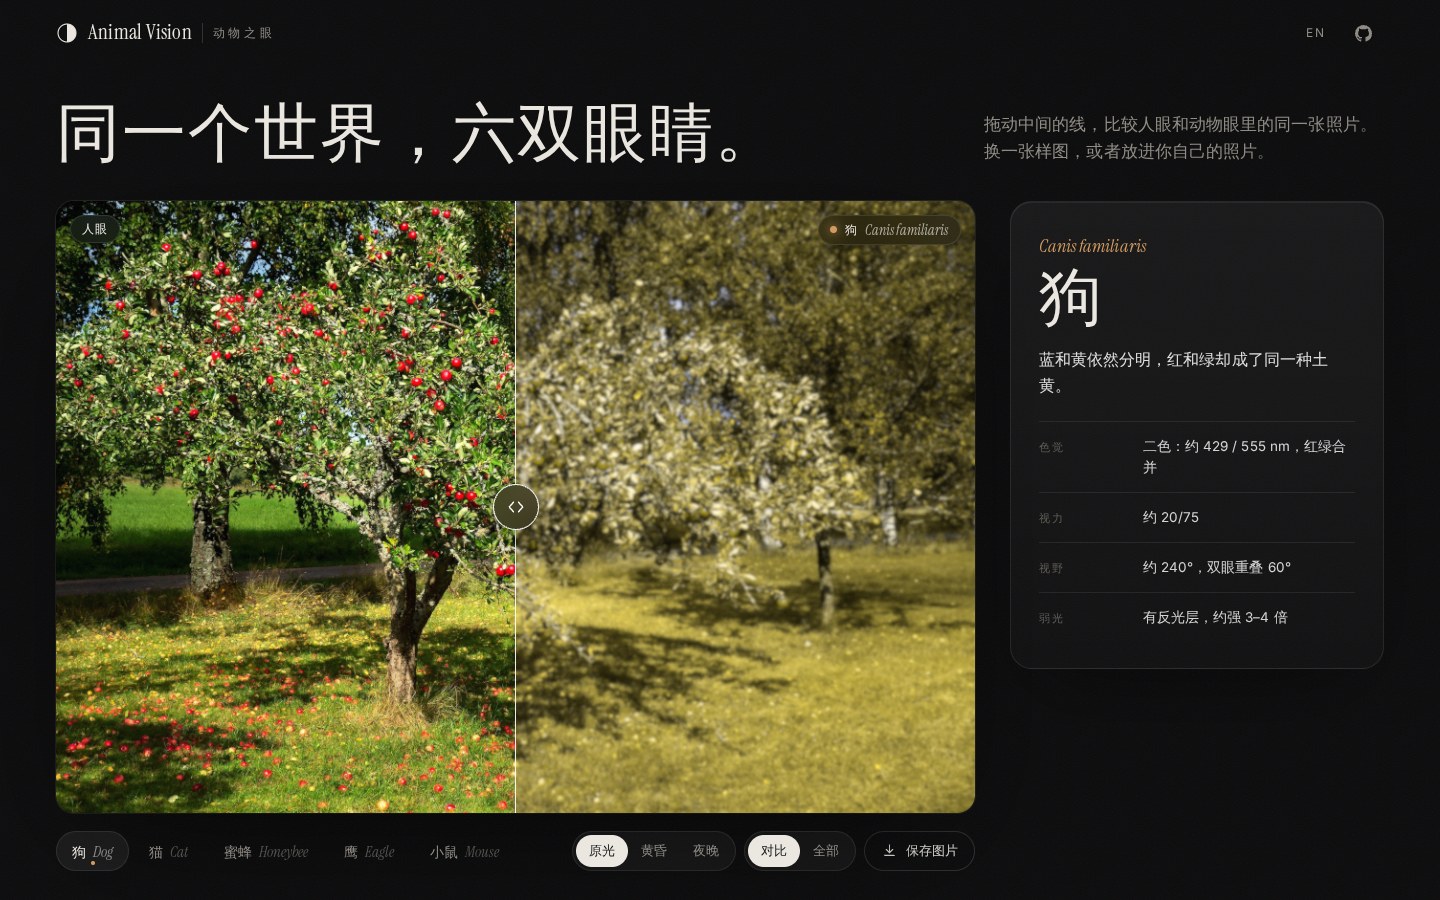 Animal Vision 动物之眼
EN
同一个世界，六双眼睛。
拖动中间的线，比较人眼和动物眼里的同一张照片。
换一张样图，或者放进你自己的照片。
人眼
狗 Canis familiaris
Canis familiaris
狗
蓝和黄依然分明，红和绿却成了同一种土
黄。
色觉 二色：约 429 / 555 nm，红绿合
并
视力 约 20/75
视野 约 240°，双眼重叠 60°
弱光 有反光层，约强 3–4 倍
狗 Dog 猫 Cat 蜜蜂 Honeybee 鹰 Eagle 小鼠 Mouse 原光 黄昏 夜晚 对比 全部 保存图片